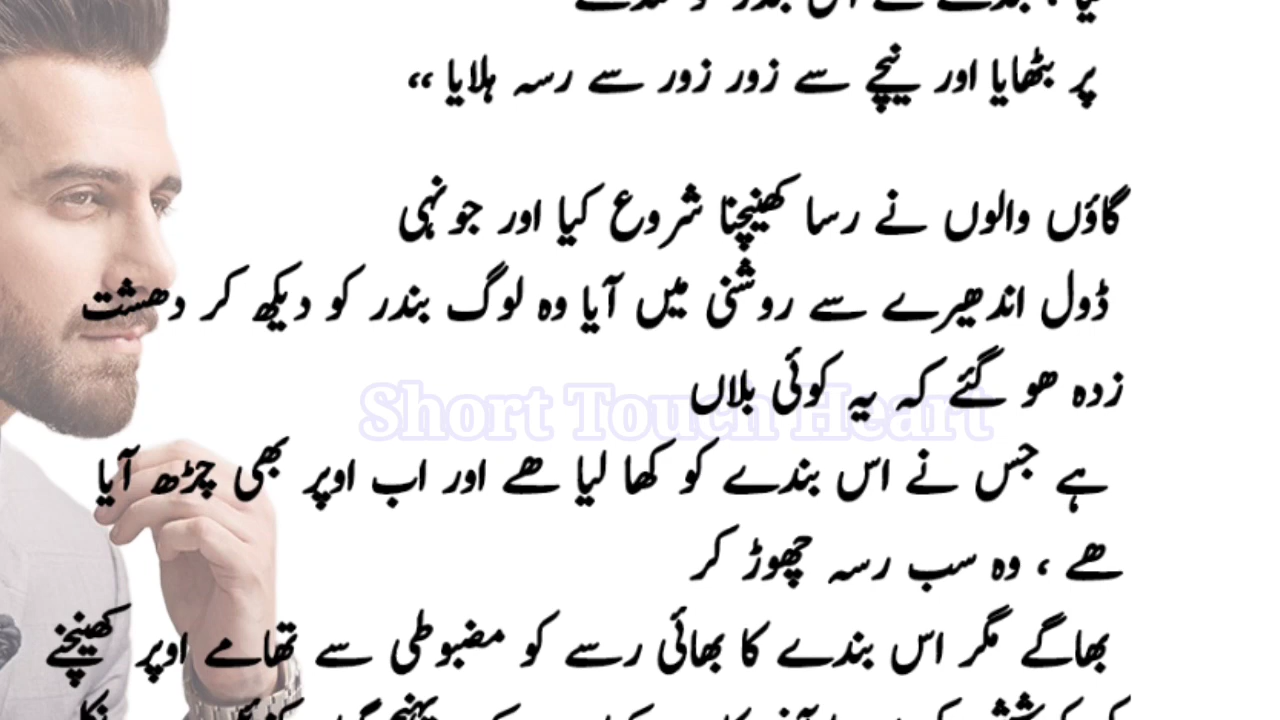 پر بٹھایا اور نیچے سے زور زور سے رسہ ہلایا ،،
گاؤں والوں نے رسا کھینچنا شروع کیا اور جونہی
ڈول اندھیرے سے روشنی میں آیا وہ لوگ بندر کو دیکھ کر دھشت
زدہ ھو گئے کہ یہ کوئی بلاں
Short Touch Heart
ہے جس نے اس بندے کو کھا لیا ھے اور اب اوپر بھی چڑھ آیا
ھے ، وہ سب رسہ چھوڑ کر
بھاگے مگر اس بندے کا بھائی رسے کو مضبوطی سے تھامے اوپر کھینچنے